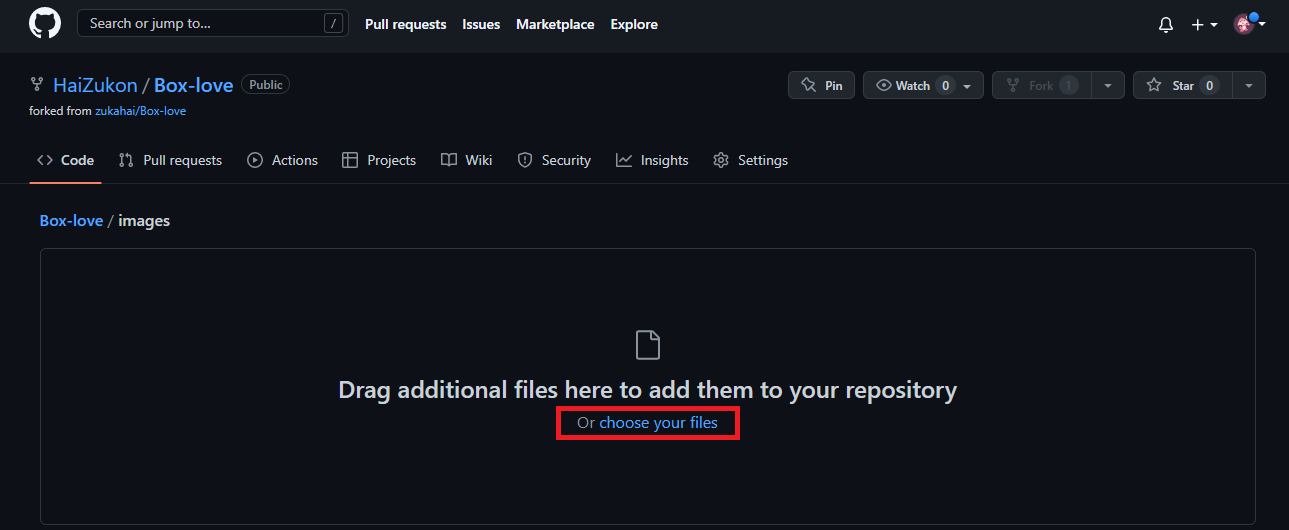 Search or jump to... / Pull requests Issues Marketplace Explore
HaiZukon / Box-love Public Pin Watch 0 Fork 1 Star 0
forked from zukahai/Box-love
Code Pull requests Actions Projects Wiki Security Insights Settings
Box-love / images
Drag additional files here to add them to your repository
Or choose your files